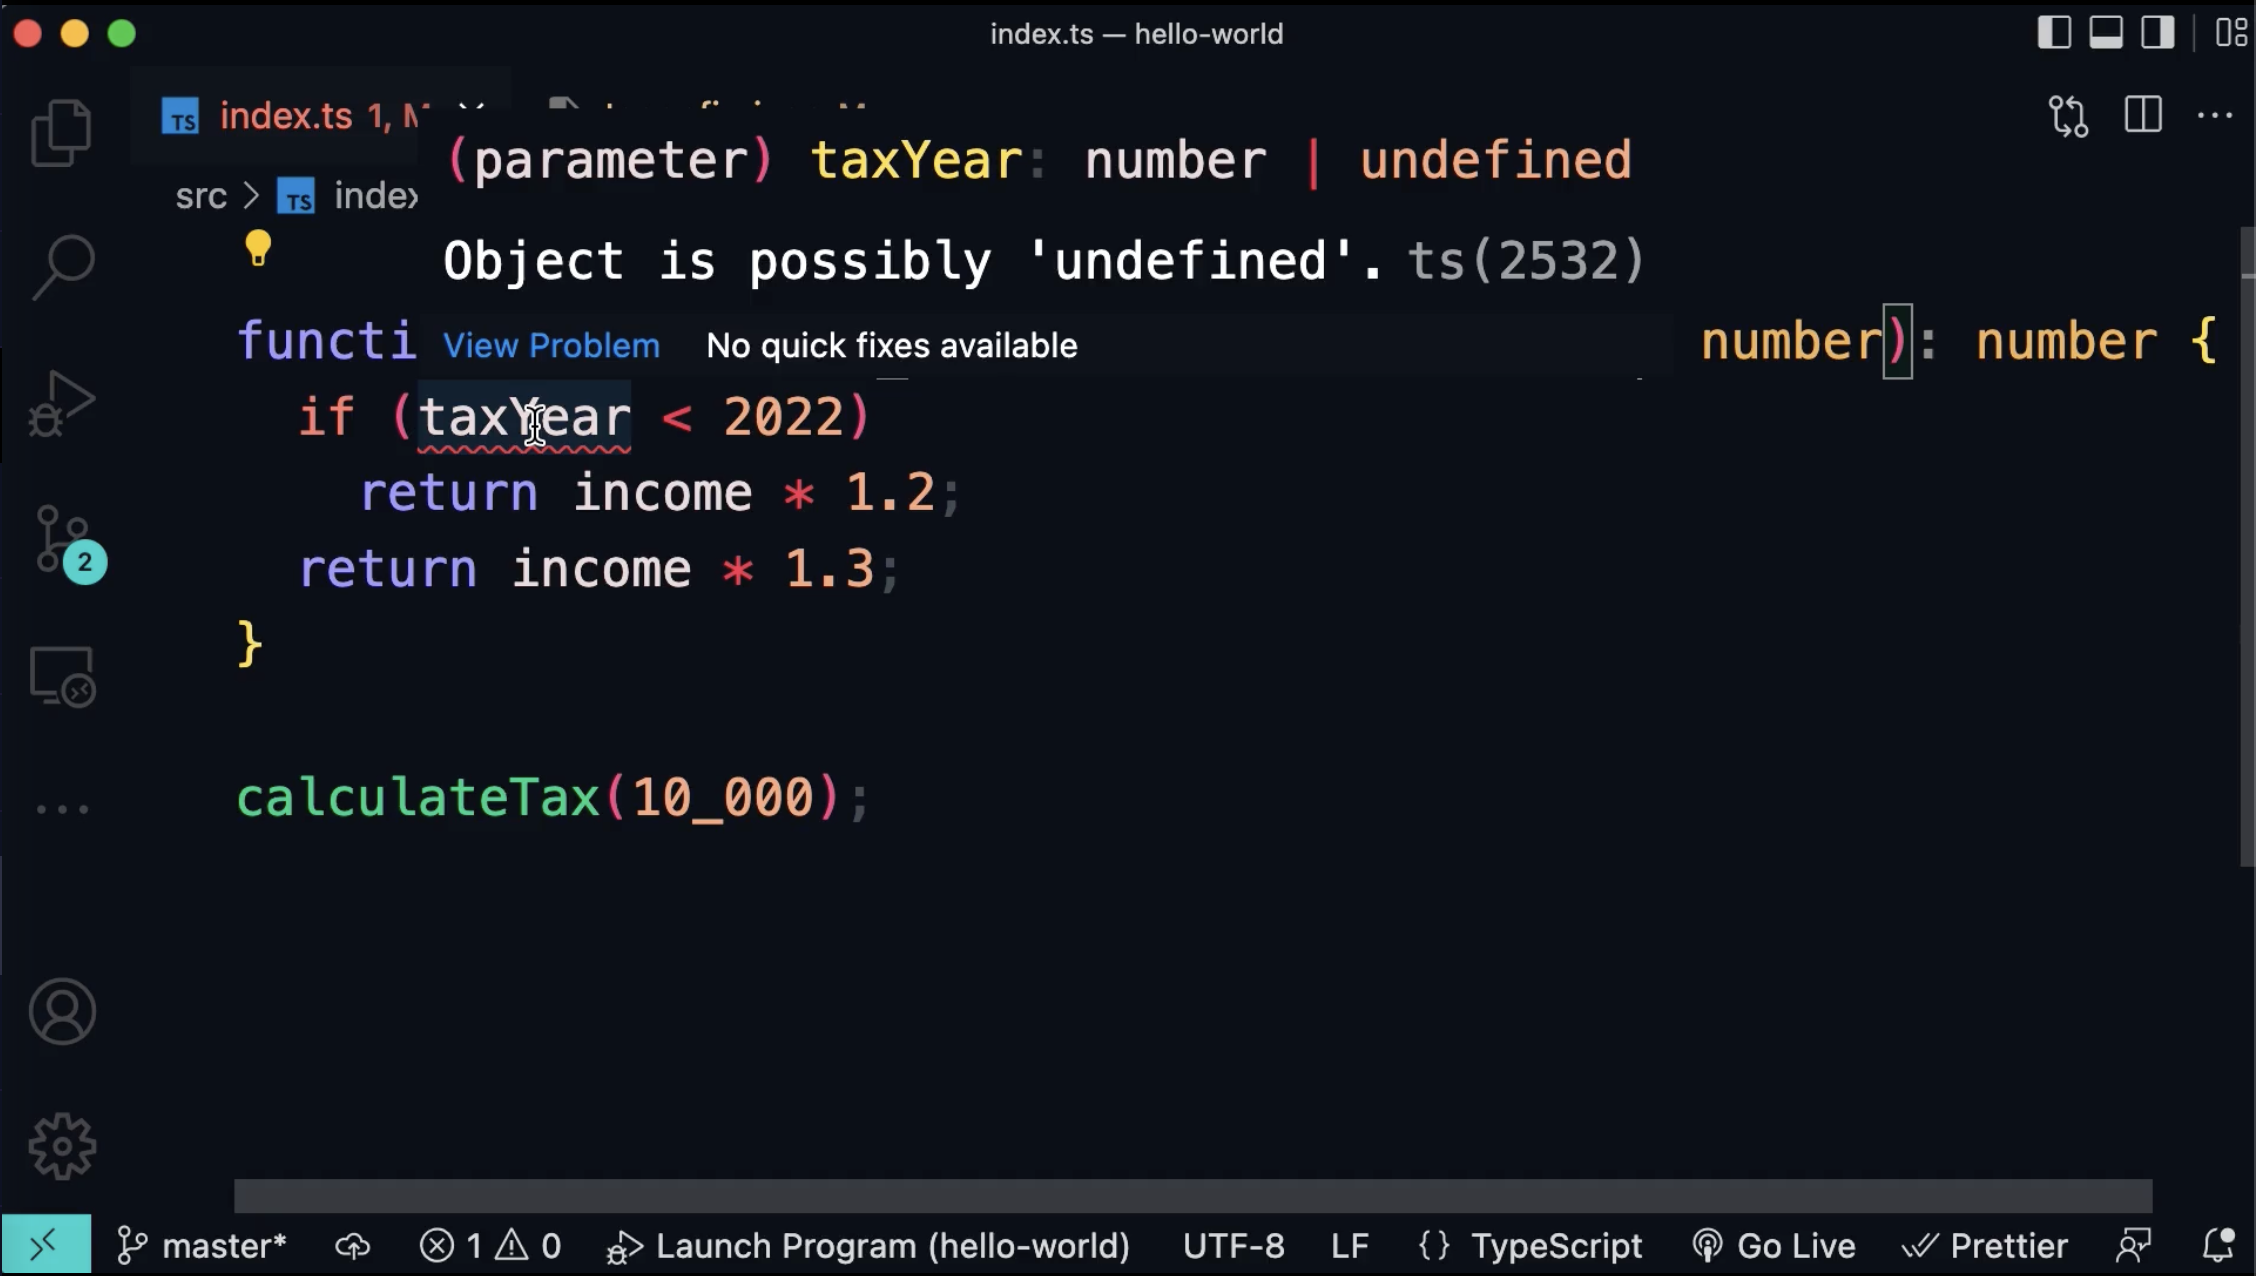 index.ts — hello-world
index.ts 1, M
(parameter) taxYear: number | undefined
src > TS index
Object is possibly 'undefined'. ts(2532)
View Problem No quick fixes available
functi number): number {
if (taxYear < 2022)
return income * 1.2;
return income * 1.3;
}
2
calculateTax(10_000);
master* 1 0 Launch Program (hello-world) UTF-8 LF {} TypeScript Go Live Prettier